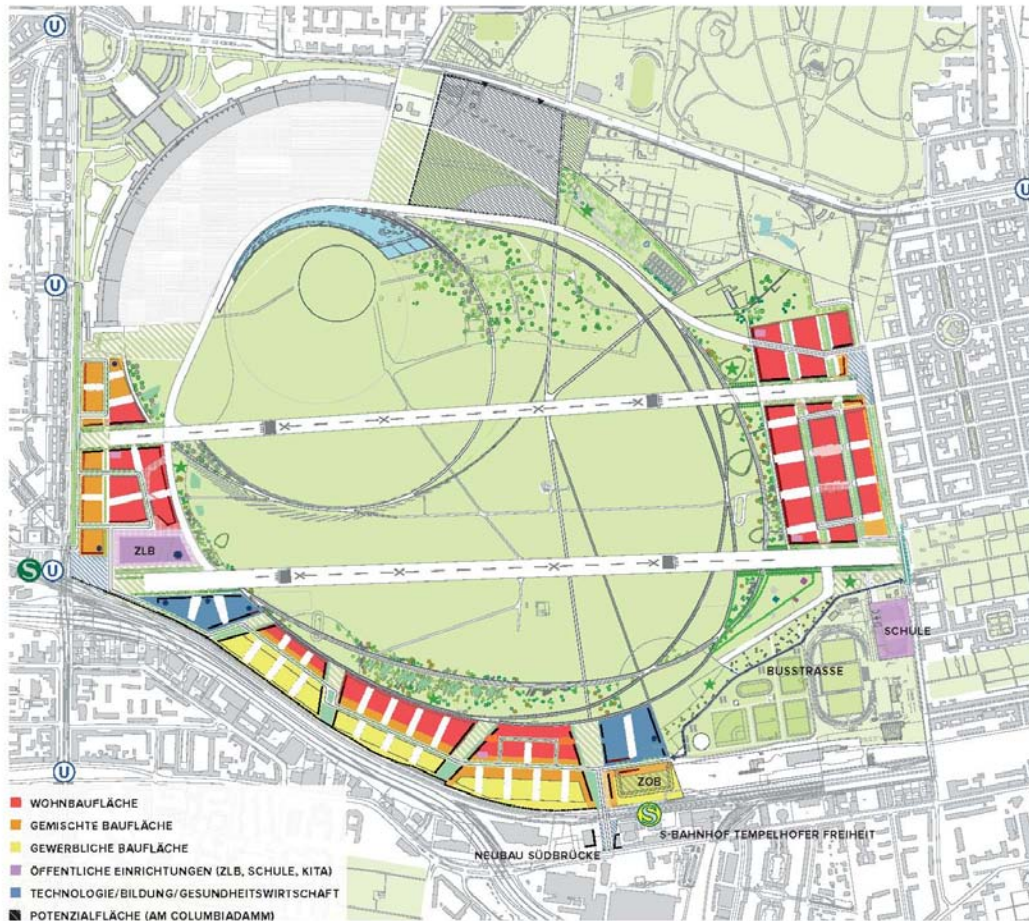 U
U
U
ZLB
S U
SCHULE
BUSSTRASSE
ZOB
U
S
S-BAHNHOF TEMPELHOFER FREIHEIT
NEUBAU SÜDBRÜCKE
WOHNBAUFLÄCHE
GEMISCHTE BAUFLÄCHE
GEWERBLICHE BAUFLÄCHE
ÖFFENTLICHE EINRICHTUNGEN (ZLB, SCHULE, KITA)
TECHNOLOGIE/BILDUNG/GESUNDHEITSWIRTSCHAFT
POTENZIALFLÄCHE (AM COLUMBIADAMM)